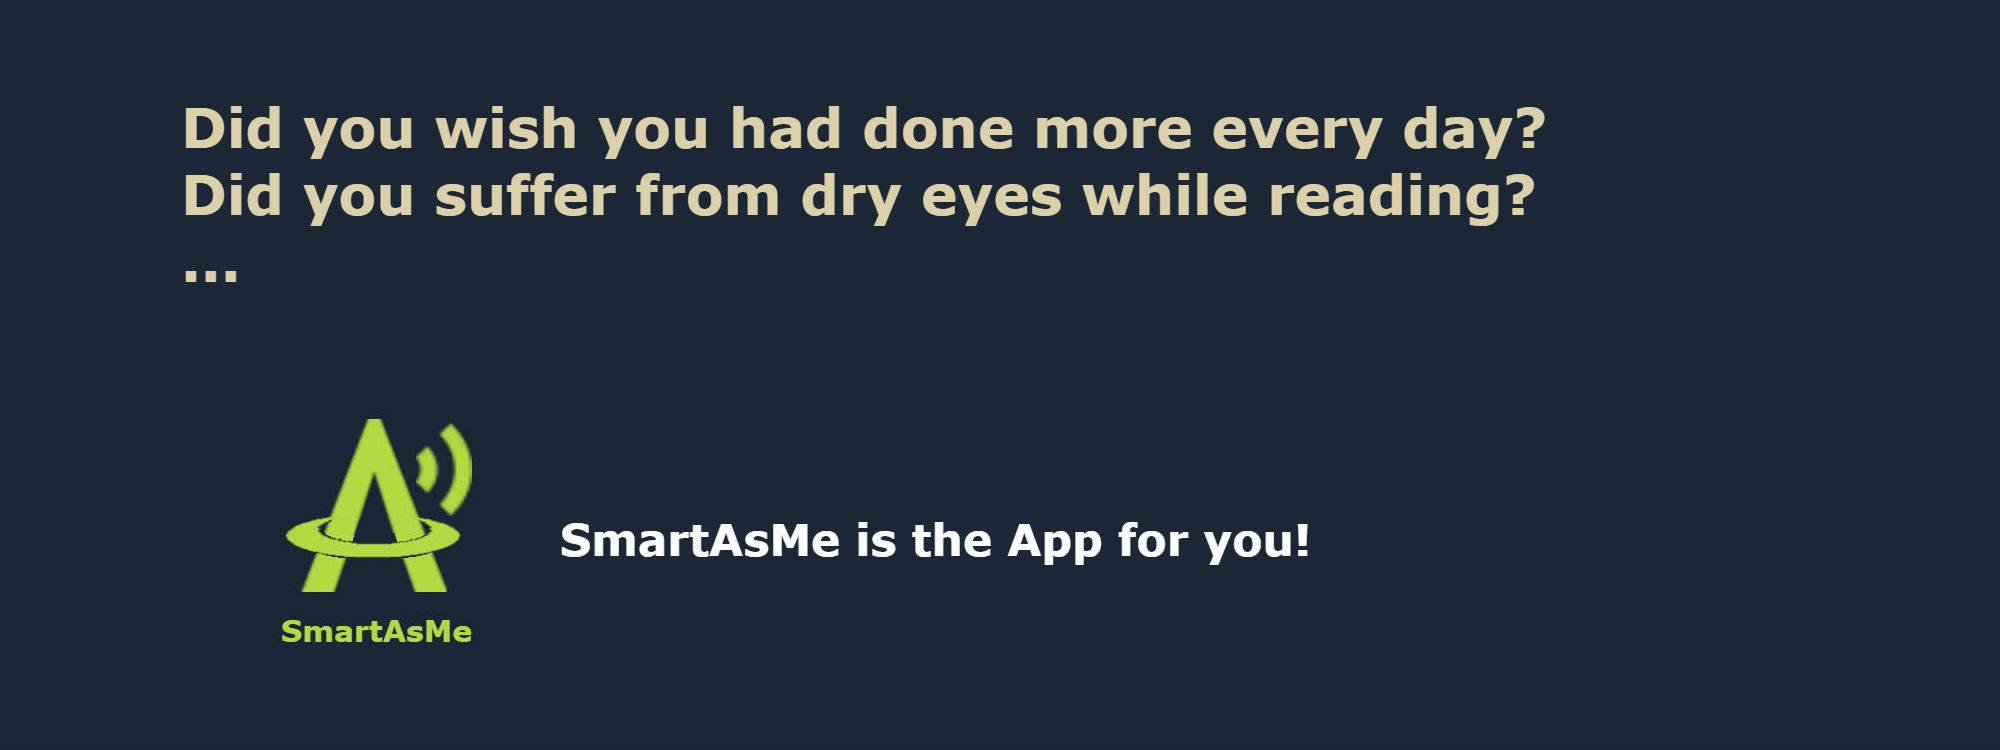 Did you wish you had done more every day?
Did you suffer from dry eyes while reading?
...
SmartAsMe is the App for you!
SmartAsMe